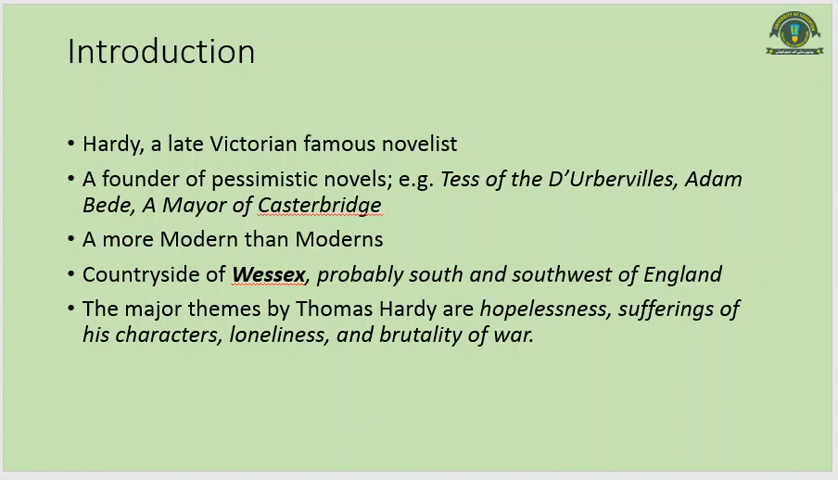 Introduction
• Hardy, a late Victorian famous novelist
• A founder of pessimistic novels; e.g. Tess of the D’Urbervilles, Adam
Bede, A Mayor of Casterbridge
• A more Modern than Moderns
• Countryside of Wessex, probably south and southwest of England
• The major themes by Thomas Hardy are hopelessness, sufferings of
his characters, loneliness, and brutality of war.